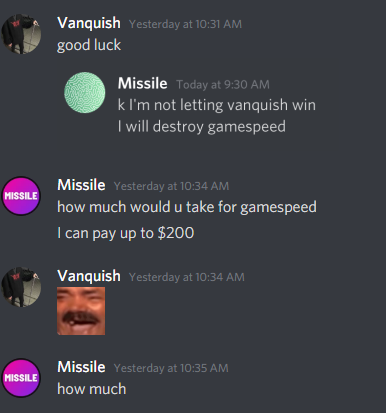 Vanquish Yesterday at 10:31 AM
good luck
Missile Today at 9:30 AM
k I'm not letting vanquish win
I will destroy gamespeed
MISSILE
Missile Yesterday at 10:34 AM
how much would u take for gamespeed
I can pay up to $200
Vanquish Yesterday at 10:34 AM
MISSILE
Missile Yesterday at 10:35 AM
how much